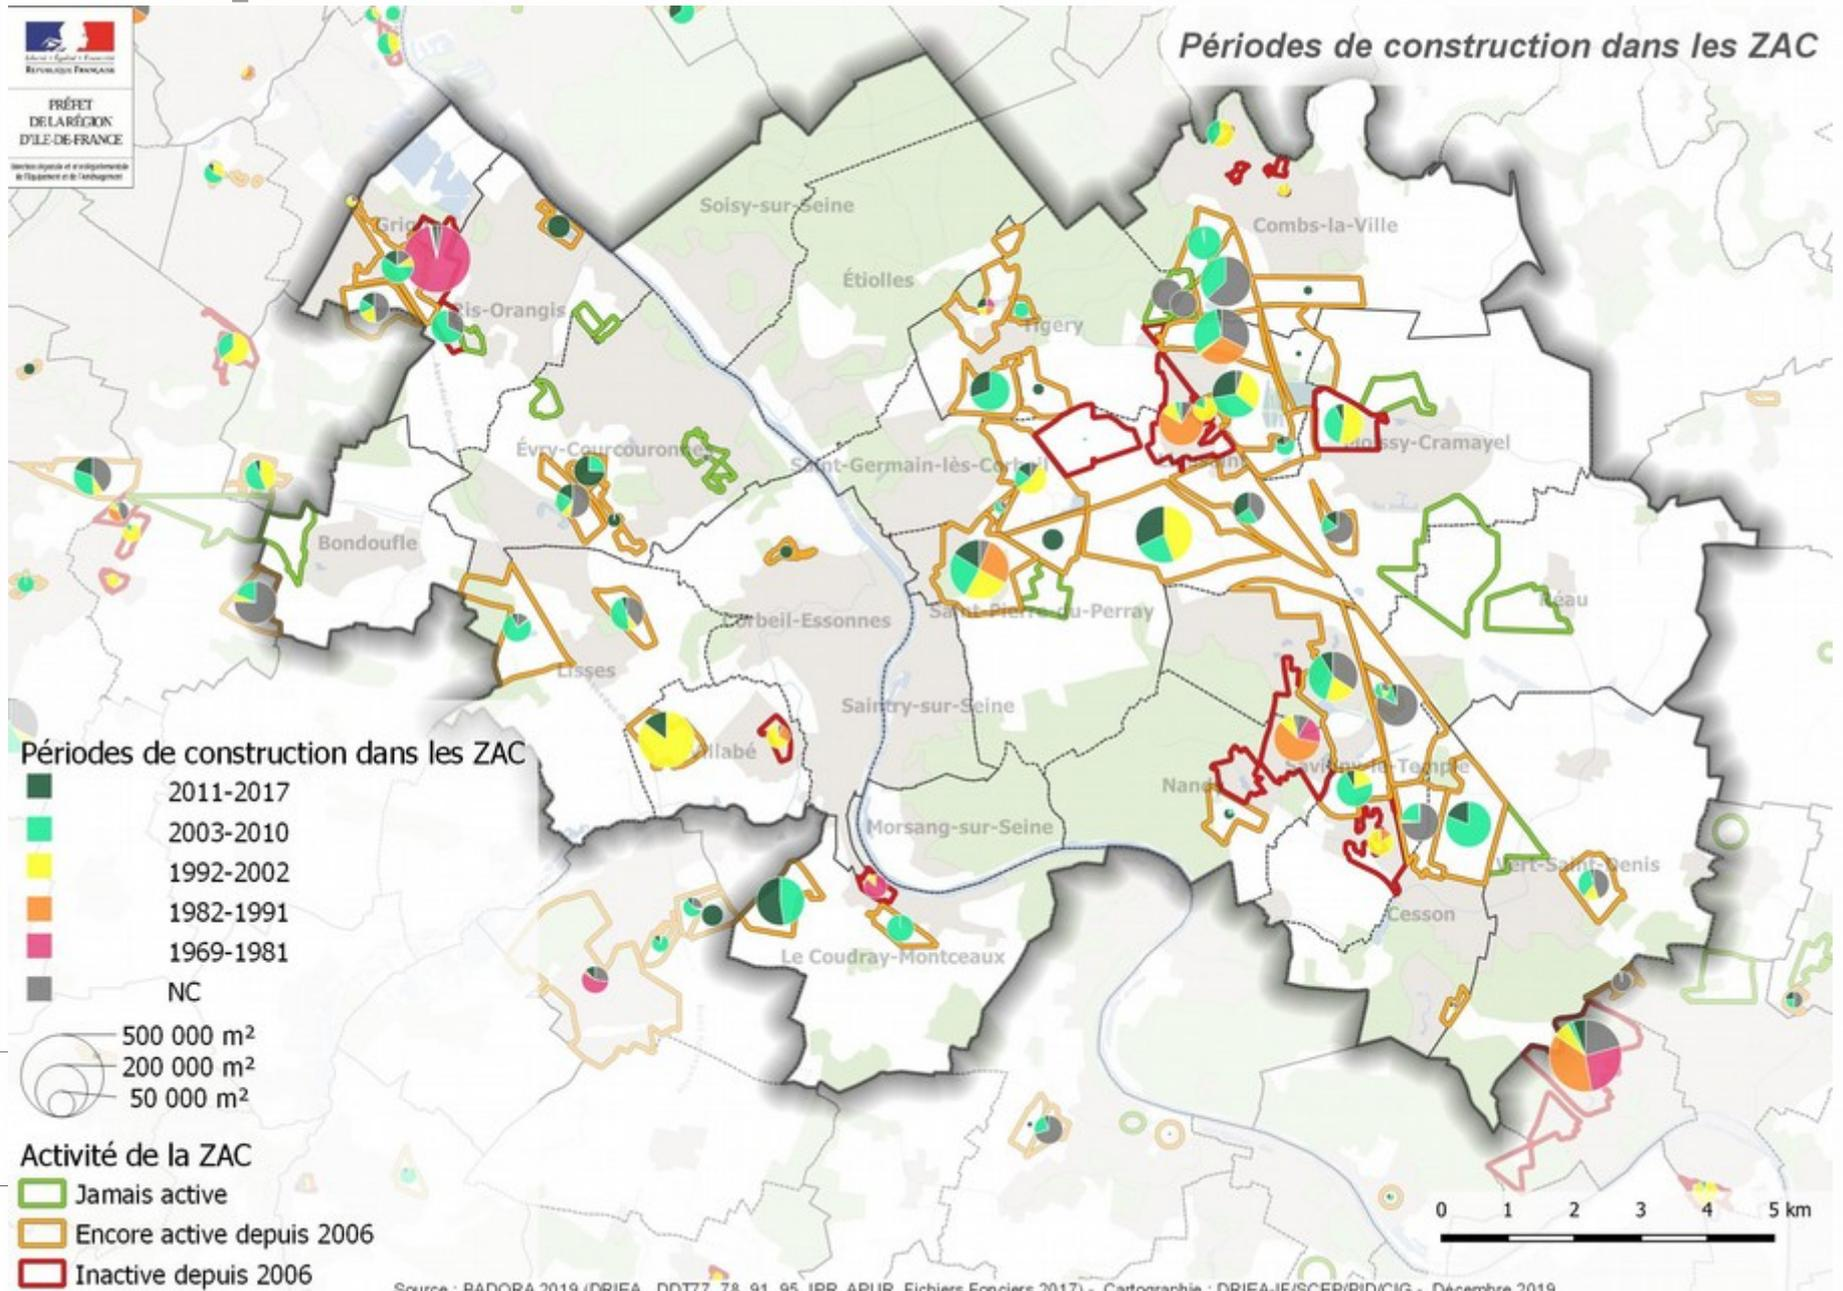 Périodes de construction dans les ZAC
RÉPUBLIQUE FRANÇAISE
PRÉFET
DE LA RÉGION
D'ILE-DE-FRANCE
Soisy-sur-Seine
Combs-la-Ville
Étiolles
Ris-Orangis
Tigery
Évry-Courcouronnes
Moissy-Cramayel
Bondoufle
Réau
Saint-Pierre-du-Perray
Corbeil-Essonnes
Lisses
Saintry-sur-Seine
Villabé
Savigny-le-Temple
Morsang-sur-Seine
Vert-Saint-Denis
Cesson
Le Coudray-Montceaux
Périodes de construction dans les ZAC
2011-2017
2003-2010
1992-2002
1982-1991
1969-1981
NC
500 000 m²
200 000 m²
50 000 m²
Activité de la ZAC
Jamais active
Encore active depuis 2006
Inactive depuis 2006
0 1 2 3 4 5 km